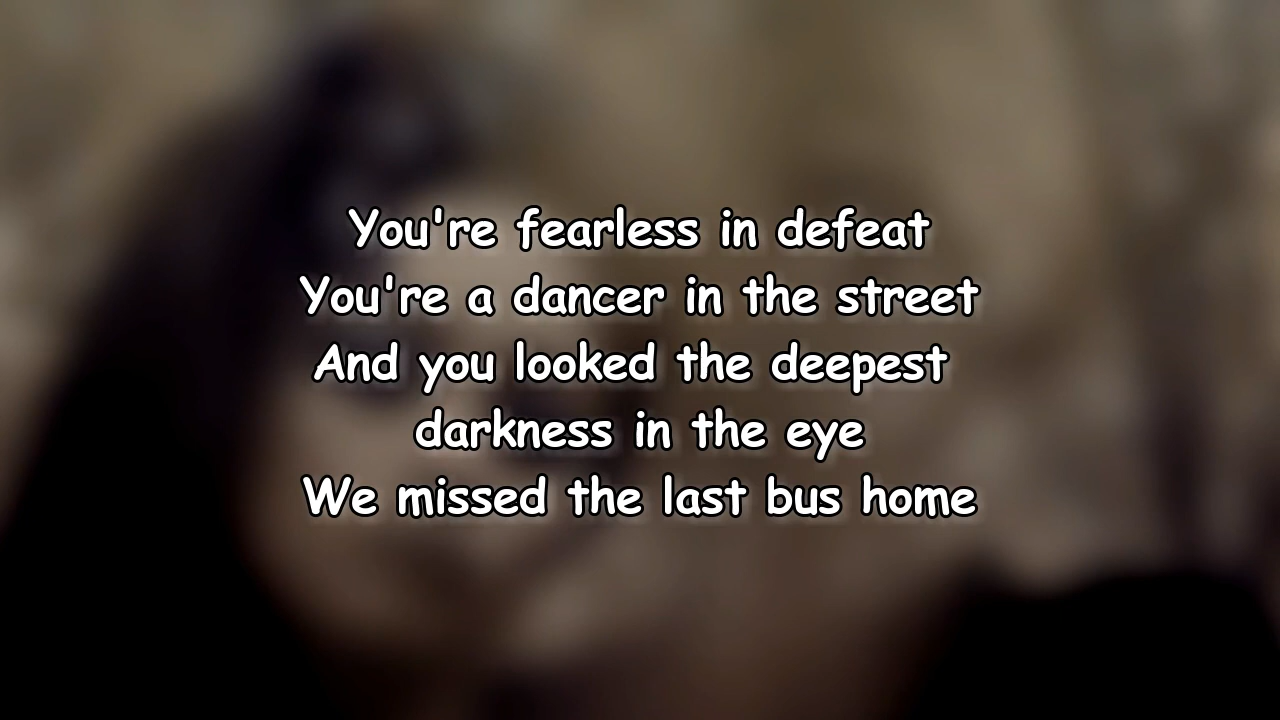 You're fearless in defeat
You're a dancer in the street
And you looked the deepest
darkness in the eye
We missed the last bus home